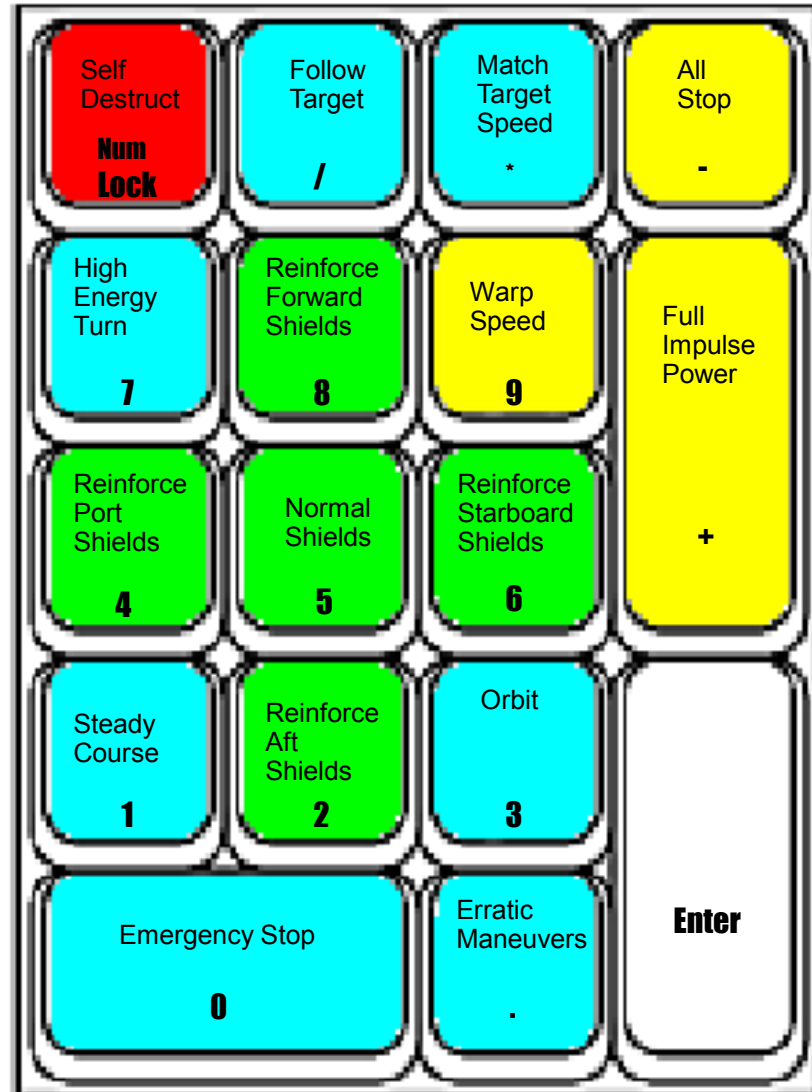 Self
Destruct
Num
Lock
Follow
Target
/
Match
Target
Speed
*
All
Stop
-
High
Energy
Turn
7
Reinforce
Forward
Shields
8
Warp
Speed
9
Full
Impulse
Power
+
Reinforce
Port
Shields
4
Normal
Shields
5
Reinforce
Starboard
Shields
6
Steady
Course
1
Reinforce
Aft
Shields
2
Orbit
3
Enter
Emergency Stop
0
Erratic
Maneuvers
.